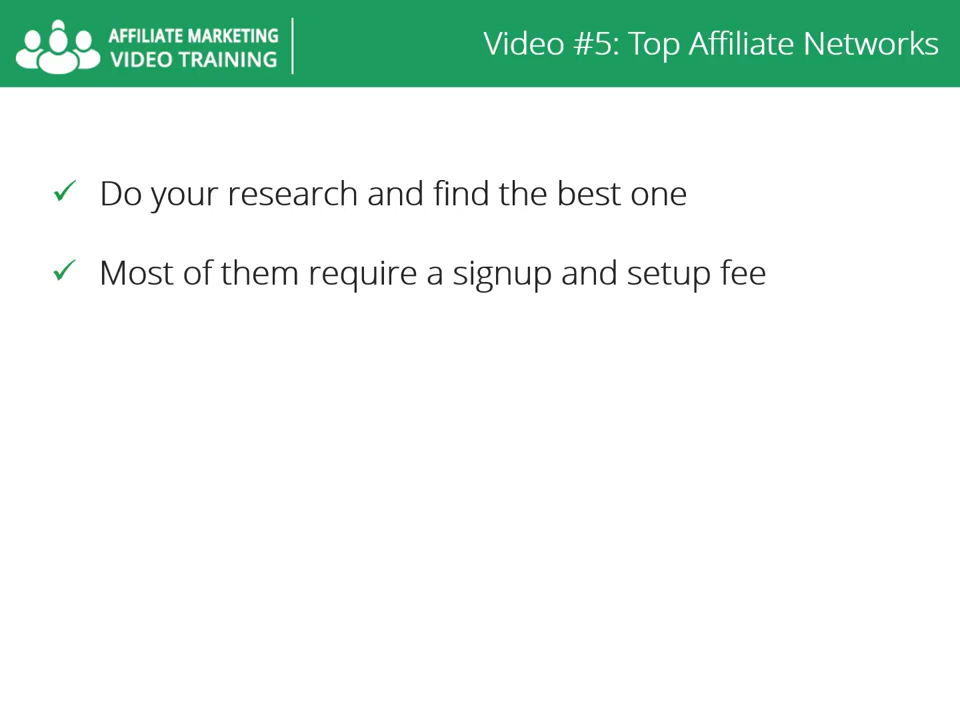 AFFILIATE MARKETING
VIDEO TRAINING
Video #5: Top Affiliate Networks
✓ Do your research and find the best one
✓ Most of them require a signup and setup fee